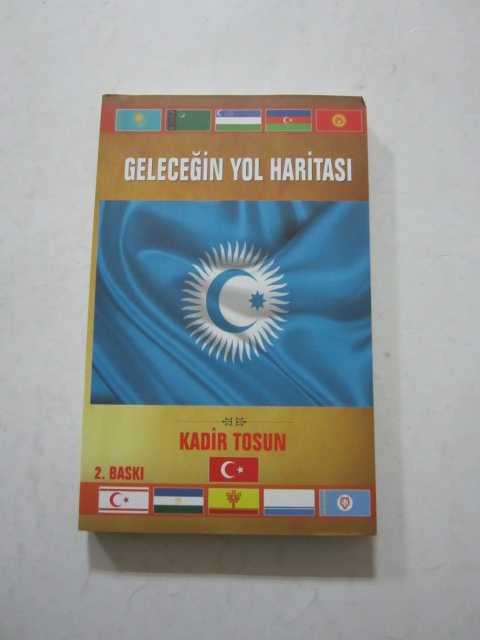 GELECEĞİN YOL HARİTASI
KADİR TOSUN
2. BASKI